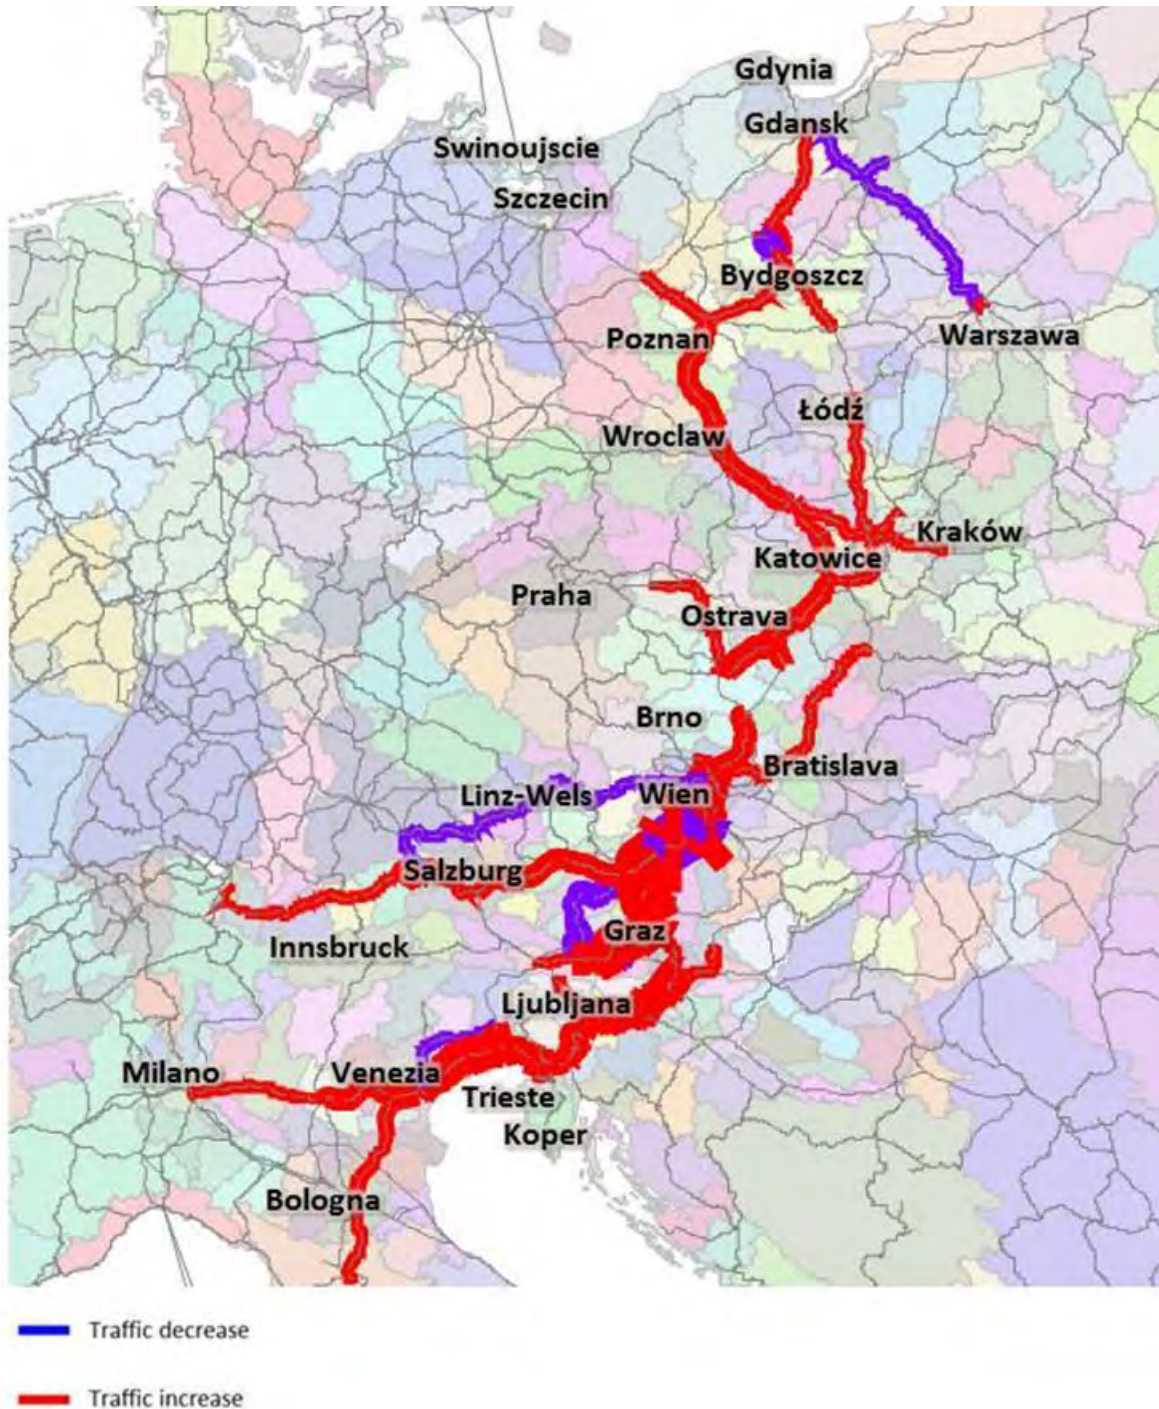 Gdynia
Gdansk
Swinoujscie
Szczecin
Bydgoszcz
Poznan
Warszawa
Łódź
Wroclaw
Kraków
Katowice
Praha
Ostrava
Brno
Bratislava
Linz-Wels
Wien
Salzburg
Graz
Innsbruck
Ljubljana
Milano
Venezia
Trieste
Koper
Bologna
Traffic decrease
Traffic increase